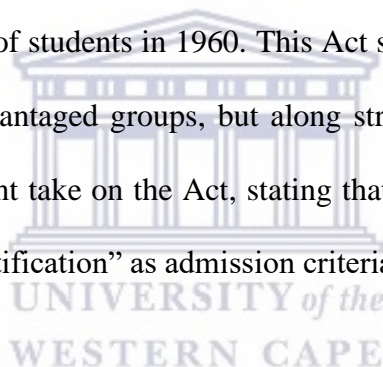 of students in 1960. This Act s
antaged groups, but along str
nt take on the Act, stating that
tification” as admission criteria
UNIVERSITY of the
WESTERN CAPE